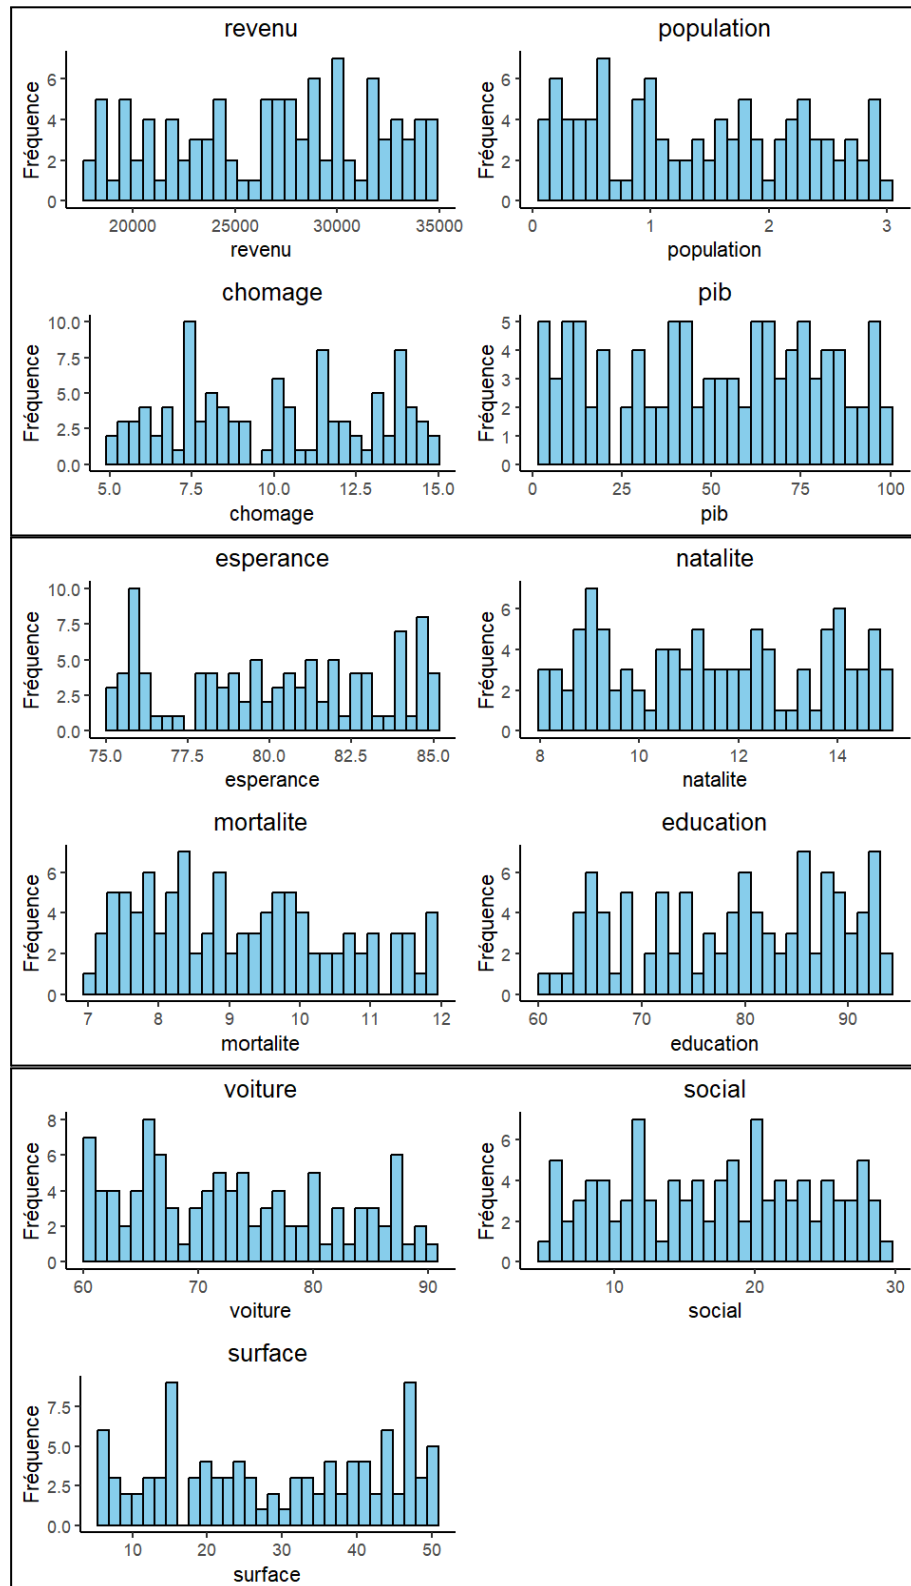 revenu
Fréquence
6
4
2
0
20000 25000 30000 35000
revenu
population
Fréquence
6
4
2
0
0 1 2 3
population
chomage
Fréquence
10.0
7.5
5.0
2.5
0.0
5.0 7.5 10.0 12.5 15.0
chomage
pib
Fréquence
5
4
3
2
1
0
0 25 50 75 100
pib
esperance
Fréquence
10.0
7.5
5.0
2.5
0.0
75.0 77.5 80.0 82.5 85.0
esperance
natalite
Fréquence
6
4
2
0
8 10 12 14
natalite
mortalite
Fréquence
6
4
2
0
7 8 9 10 11 12
mortalite
education
Fréquence
6
4
2
0
60 70 80 90
education
voiture
Fréquence
8
6
4
2
0
60 70 80 90
voiture
social
Fréquence
6
4
2
0
10 20 30
social
surface
Fréquence
7.5
5.0
2.5
0.0
10 20 30 40 50
surface